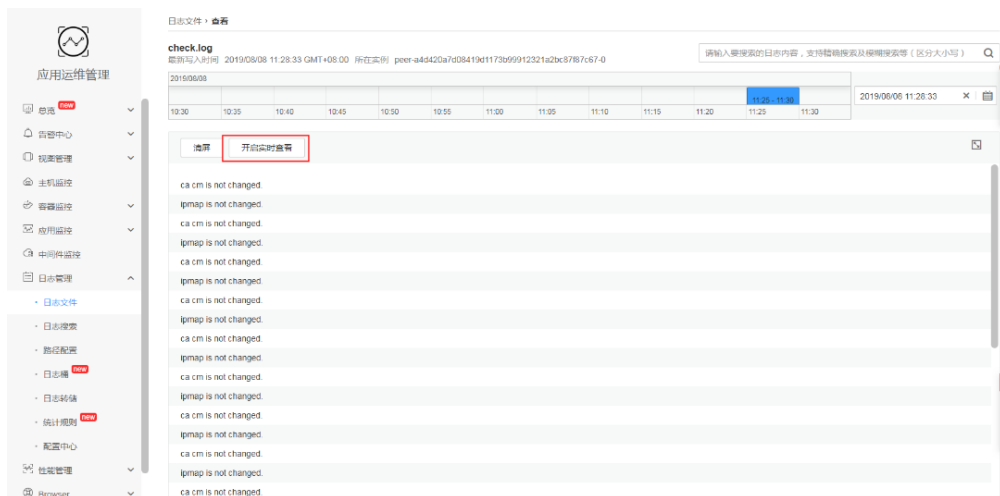 日志文件 › 查看
check.log
最新写入时间 2019/08/08 11:28:33 GMT+08:00 所在实例 peer-a4d420a7d08419d1173b99912321a2bc87f87c67-0
请输入要搜索的日志内容，支持精确搜索及模糊搜索等（区分大小写）
2019/08/08
11:25 - 11:30
10:30 10:35 10:40 10:45 10:50 10:55 11:00 11:05 11:10 11:15 11:20 11:25 11:30
2019/08/08 11:28:33
清屏 开启实时查看
ca cm is not changed.
ipmap is not changed.
ca cm is not changed.
ipmap is not changed.
ca cm is not changed.
ipmap is not changed.
ca cm is not changed.
ipmap is not changed.
ca cm is not changed.
ipmap is not changed.
ca cm is not changed.
ipmap is not changed.
ca cm is not changed.
ipmap is not changed.
ca cm is not changed.
ipmap is not changed.
ca cm is not changed.
应用运维管理
总览 new
告警中心
视图管理
主机监控
容器监控
应用监控
中间件监控
日志管理
日志文件
日志搜索
路径配置
日志桶 new
日志转储
统计规则 new
配置中心
性能管理
Browser